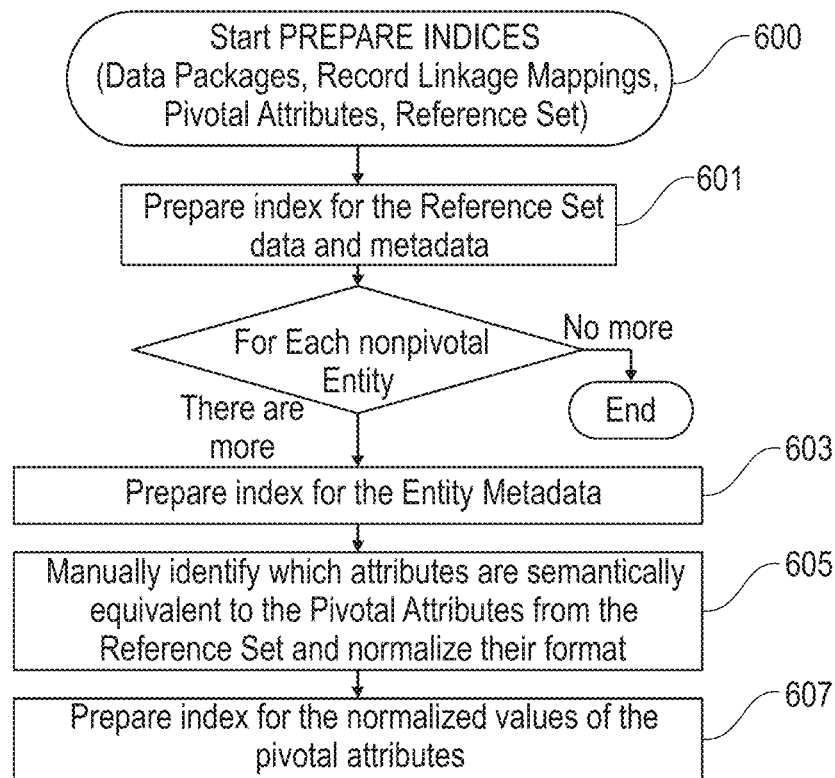 Start PREPARE INDICES
(Data Packages, Record Linkage Mappings,
Pivotal Attributes, Reference Set)
600
601
Prepare index for the Reference Set
data and metadata
For Each nonpivotal
Entity
No more
End
There are
more
603
Prepare index for the Entity Metadata
605
Manually identify which attributes are semantically
equivalent to the Pivotal Attributes from the
Reference Set and normalize their format
607
Prepare index for the normalized values of the
pivotal attributes